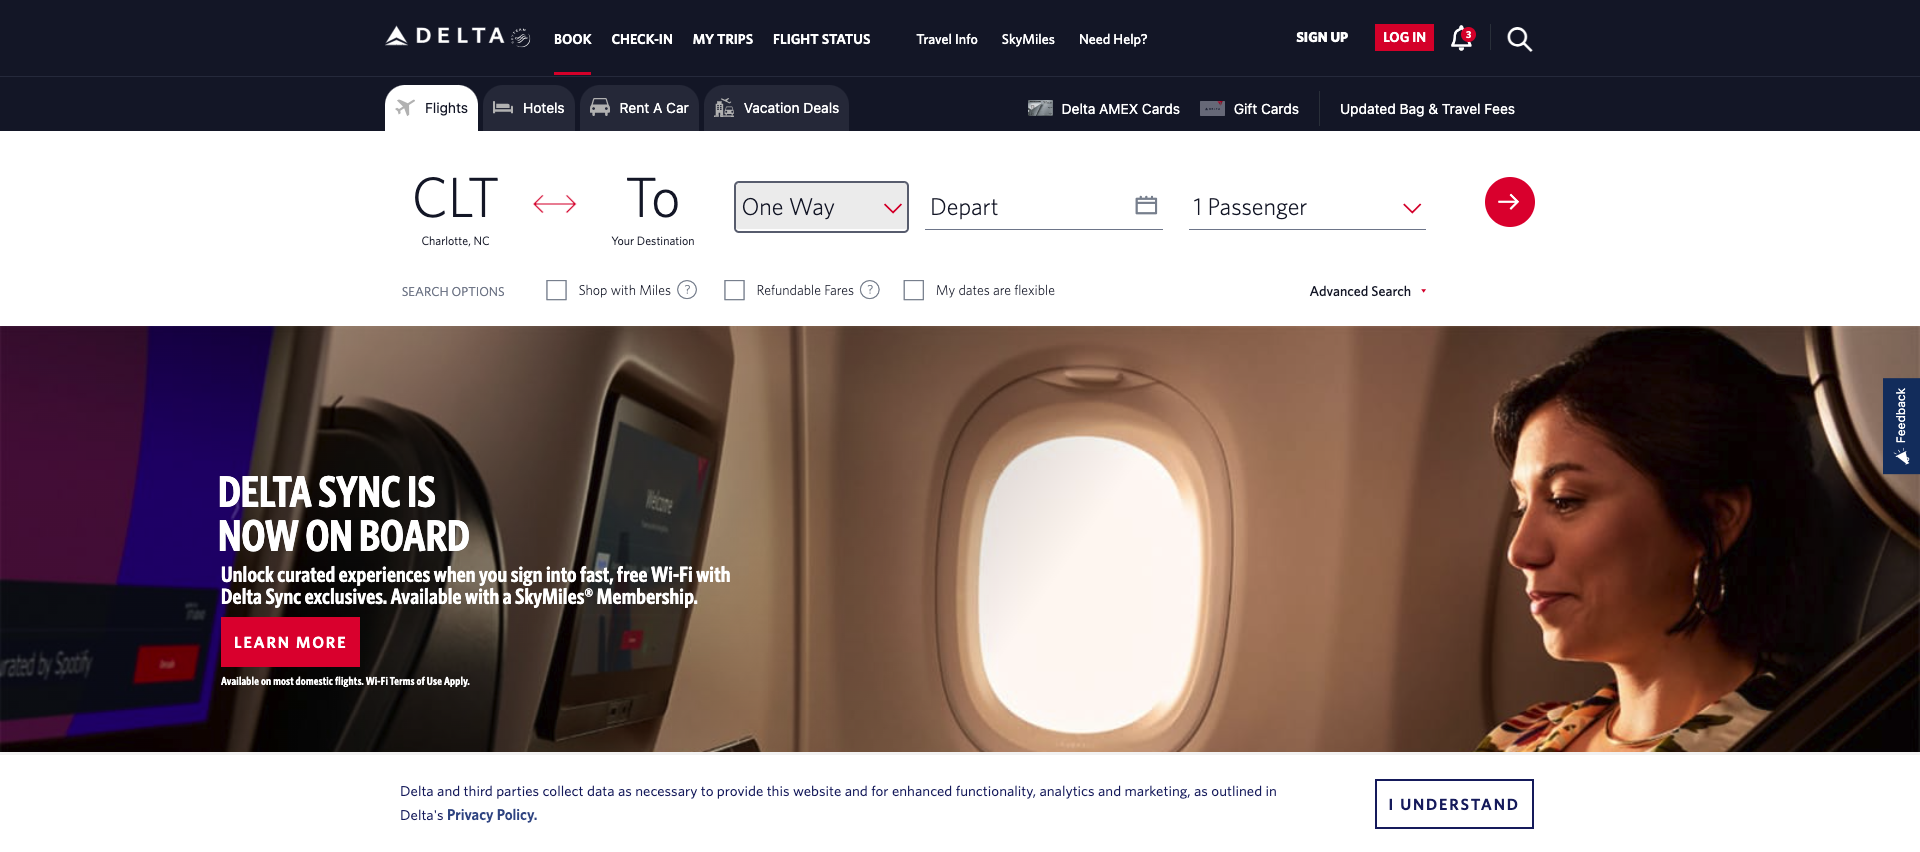 DELTA
BOOK CHECK-IN MY TRIPS FLIGHT STATUS Travel Info SkyMiles Need Help? SIGN UP LOG IN 3
Flights Hotels Rent A Car Vacation Deals Delta AMEX Cards Gift Cards Updated Bag & Travel Fees
CLT To One Way Depart 1 Passenger
Charlotte, NC Your Destination
SEARCH OPTIONS Shop with Miles ? Refundable Fares ? My dates are flexible Advanced Search
Feedback
Welcome
DELTA SYNC IS
NOW ON BOARD
Unlock curated experiences when you sign into fast, free Wi-Fi with
Delta Sync exclusives. Available with a SkyMiles® Membership.
LEARN MORE
rated by Spotify
Available on most domestic flights. Wi-Fi Terms of Use Apply.
Delta and third parties collect data as necessary to provide this website and for enhanced functionality, analytics and marketing, as outlined in
Delta's Privacy Policy.
I UNDERSTAND